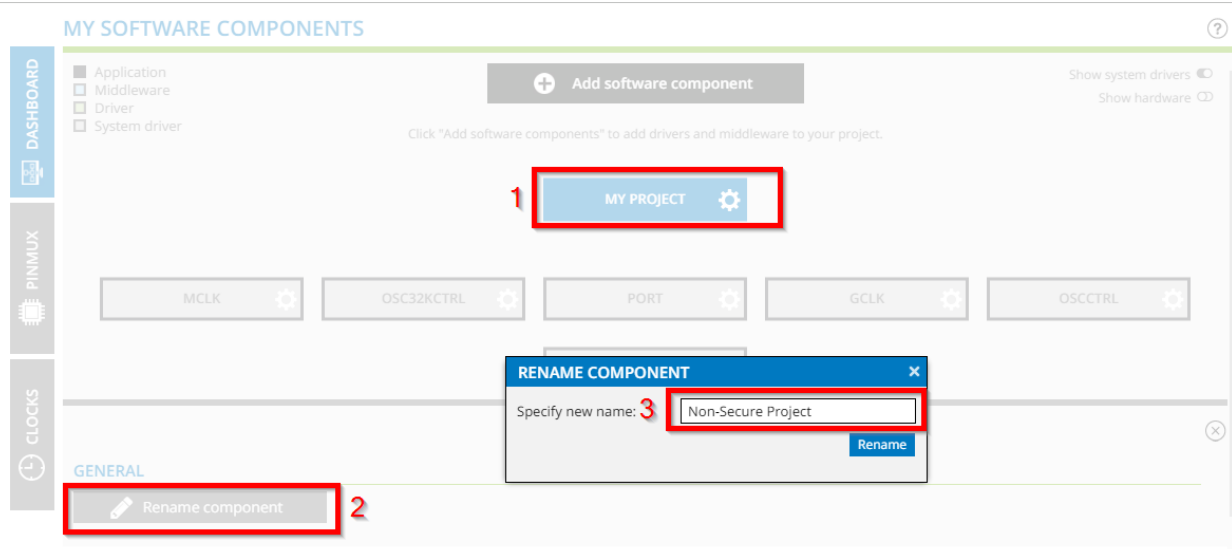 MY SOFTWARE COMPONENTS
?
DASHBOARD
PINMUX
CLOCKS
Application
Middleware
Driver
System driver
Add software component
Show system drivers
Show hardware
Click "Add software components" to add drivers and middleware to your project.
1
MY PROJECT
MCLK
OSC32KCTRL
PORT
GCLK
OSCCTRL
RENAME COMPONENT
Specify new name:
3
Non-Secure Project
Rename
GENERAL
Rename component
2